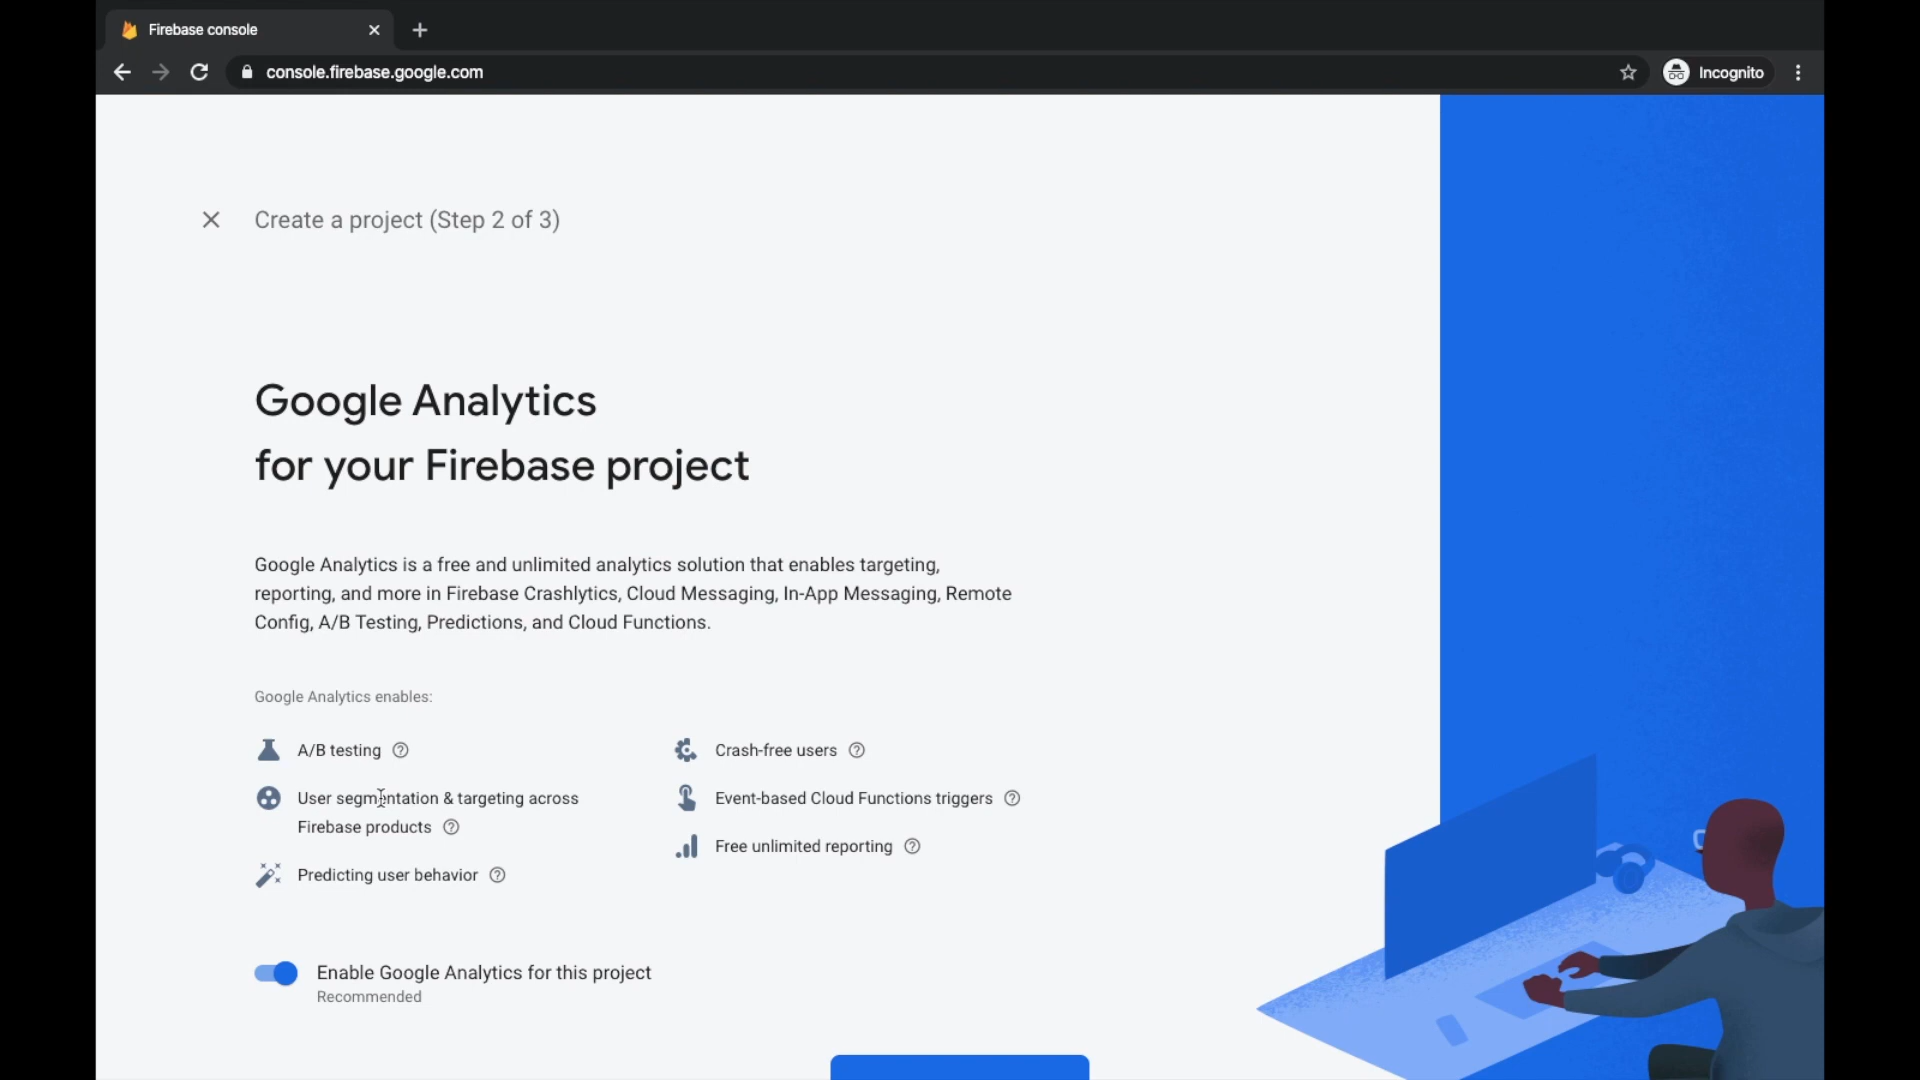 Firebase console
console.firebase.google.com
Incognito
Create a project (Step 2 of 3)
Google Analytics
for your Firebase project
Google Analytics is a free and unlimited analytics solution that enables targeting,
reporting, and more in Firebase Crashlytics, Cloud Messaging, In-App Messaging, Remote
Config, A/B Testing, Predictions, and Cloud Functions.
Google Analytics enables:
A/B testing
User segmentation & targeting across
Firebase products
Predicting user behavior
Crash-free users
Event-based Cloud Functions triggers
Free unlimited reporting
Enable Google Analytics for this project
Recommended